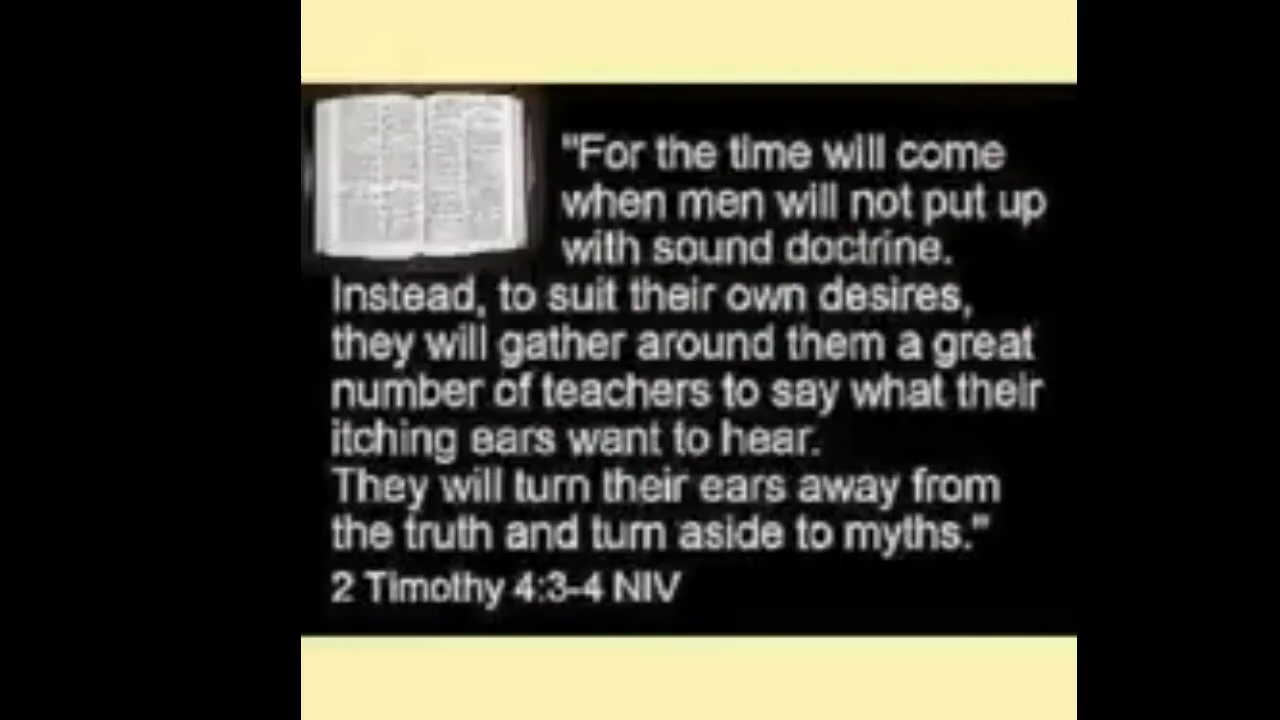 "For the time will come
when men will not put up
with sound doctrine.
Instead, to suit their own desires,
they will gather around them a great
number of teachers to say what their
itching ears want to hear.
They will turn their ears away from
the truth and turn aside to myths."
2 Timothy 4:3-4 NIV